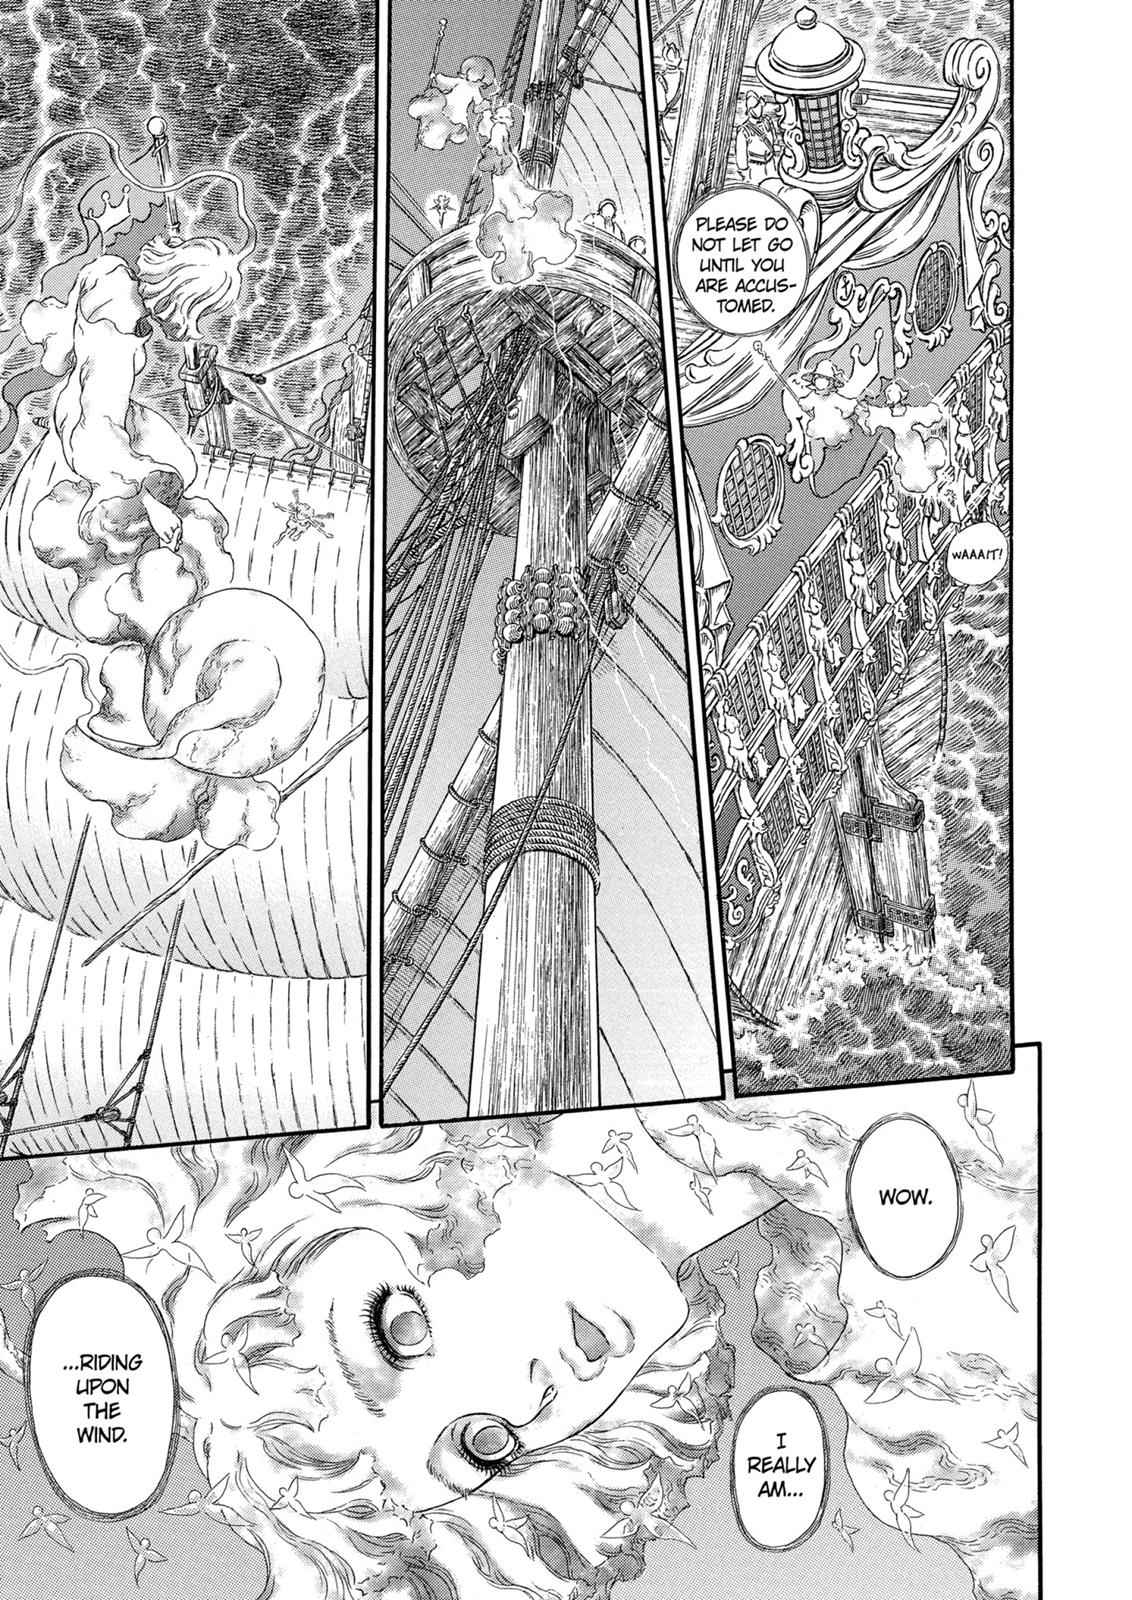 PLEASE DO
NOT LET GO
UNTIL YOU
ARE ACCUS-
TOMED.
WAAAIT!
WOW.
I
REALLY
AM...
...RIDING
UPON
THE
WIND.